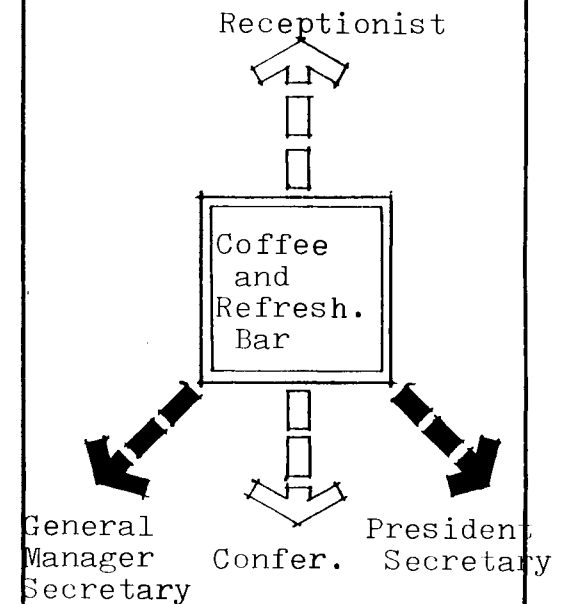 Receptionist
Coffee
and
Refresh.
Bar
General
Manager
Secretary
Confer.
President
Secretary